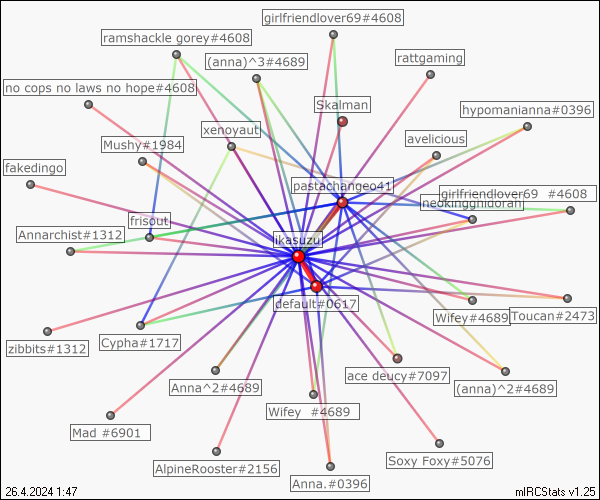 girlfriendlover69#4608
ramshackle gorey#4608
(anna)^3#4689
rattgaming
no cops no laws no hope#4608
Skalman
hypomanianna#0396
xenoyaut
avelicious
Mushy#1984
fakedingo
pastachangeo41
girlfriendlover69  #4608
neokingghidorah
frisout
Annarchist#1312
ikasuzu
default#0617
Wifey#4689
Toucan#2473
zibbits#1312
Cypha#1717
ace deucy#7097
Anna^2#4689
(anna)^2#4689
Wifey  #4689
Mad #6901
Soxy Foxy#5076
AlpineRooster#2156
Anna.#0396
26.4.2024 1:47
mIRCStats v1.25